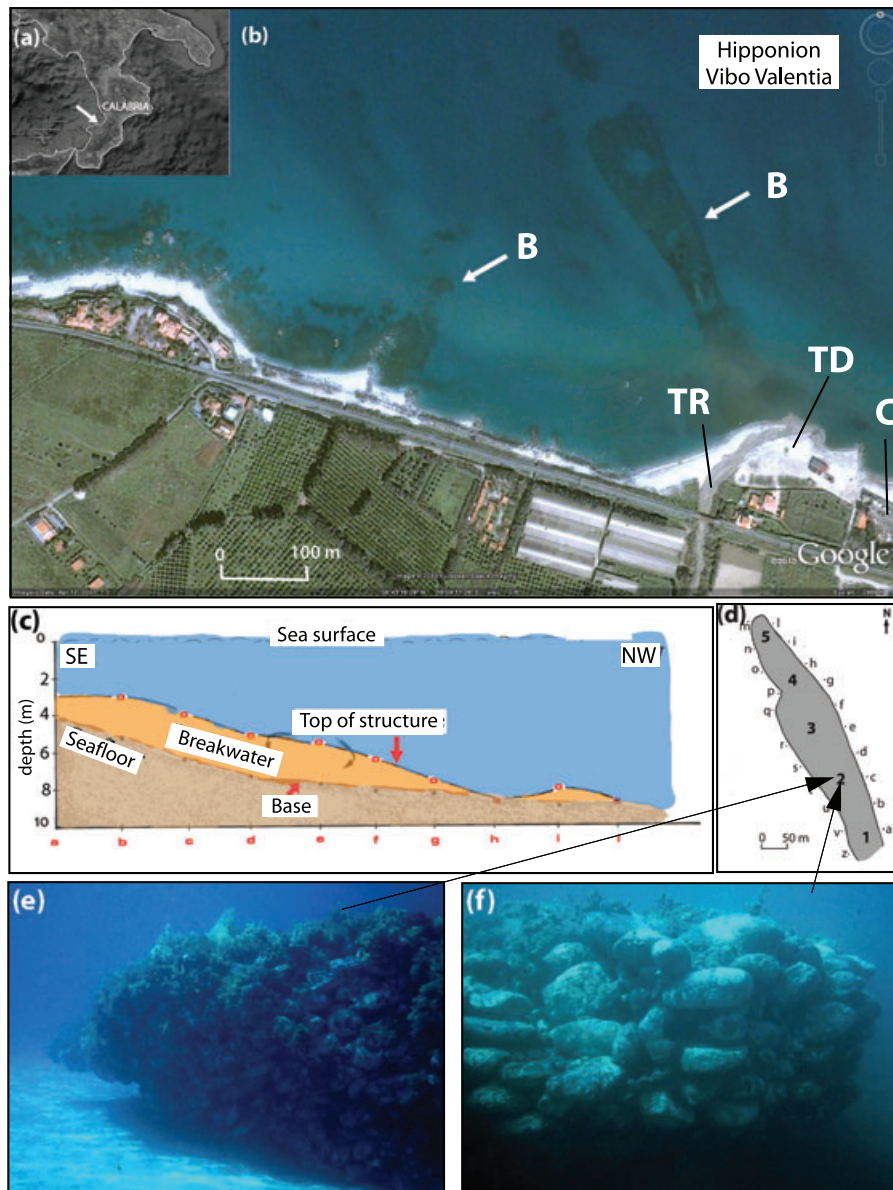 (a)
CALABRIA
(b)
Hipponion
Vibo Valentia
B
B
TR
TD
C
0 100 m
©2010 Google
(c)
Sea surface
SE
NW
0
2
4
6
8
10
depth (m)
Top of structure
Breakwater
Seafloor
Base
a b c d e f g h i l
(d)
N
m 5 l
n i
o h
4 g
p f
q e
3
r d
s 2 c
u b
v 1 a
z
0 50 m
(e)
(f)